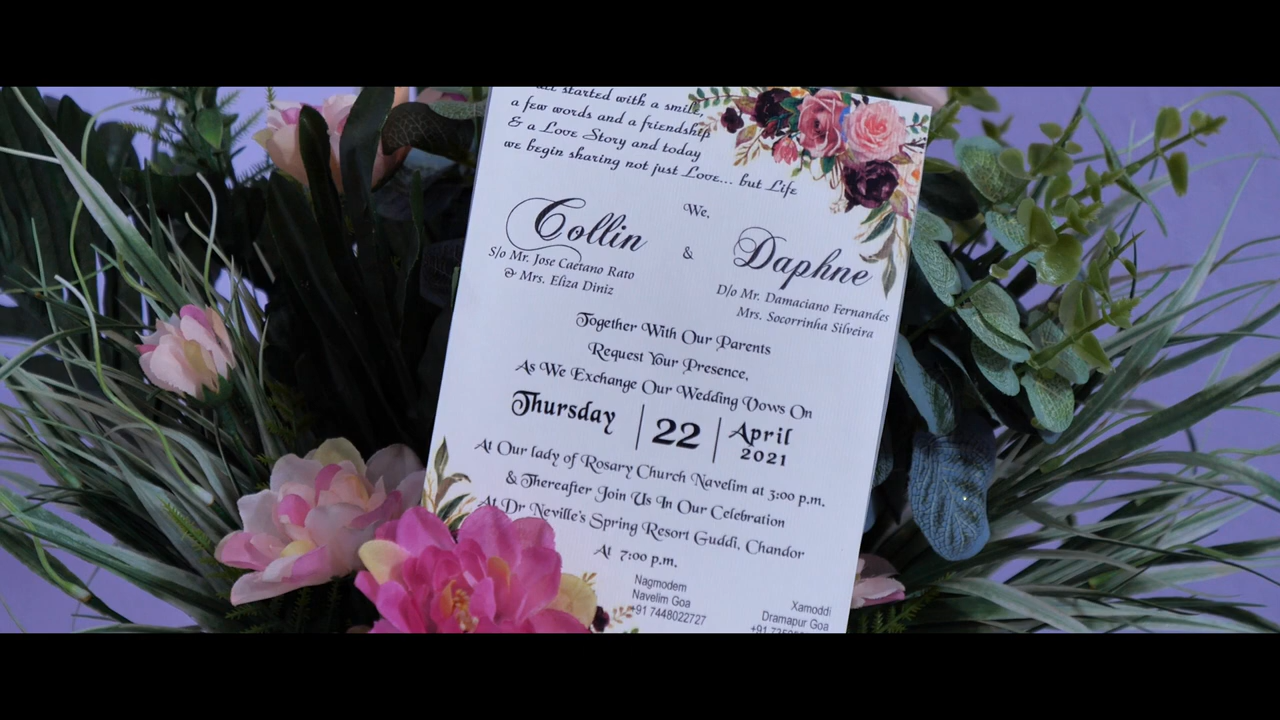 all started with a smile,
a few words and a friendship
& a Love Story and today
we begin sharing not just Love... but Life
We,
Collin & Daphne
S/o Mr. Jose Caetano Rato
& Mrs. Eliza Diniz
D/o Mr. Damaciano Fernandes
Mrs. Socorrinha Silveira
Together With Our Parents
Request Your Presence,
As We Exchange Our Wedding Vows On
Thursday 22 April
2021
At Our lady of Rosary Church Navelim at 3:00 p.m.
& Thereafter Join Us In Our Celebration
At Dr Neville's Spring Resort Guddi, Chandor
At 7:00 p.m.
Nagmodem
Navelim Goa
+91 7448022727
Xamoddi
Dramapur Goa
+91